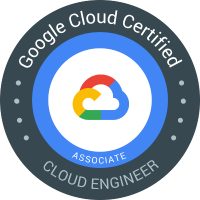 Google Cloud Certified
ASSOCIATE
CLOUD ENGINEER